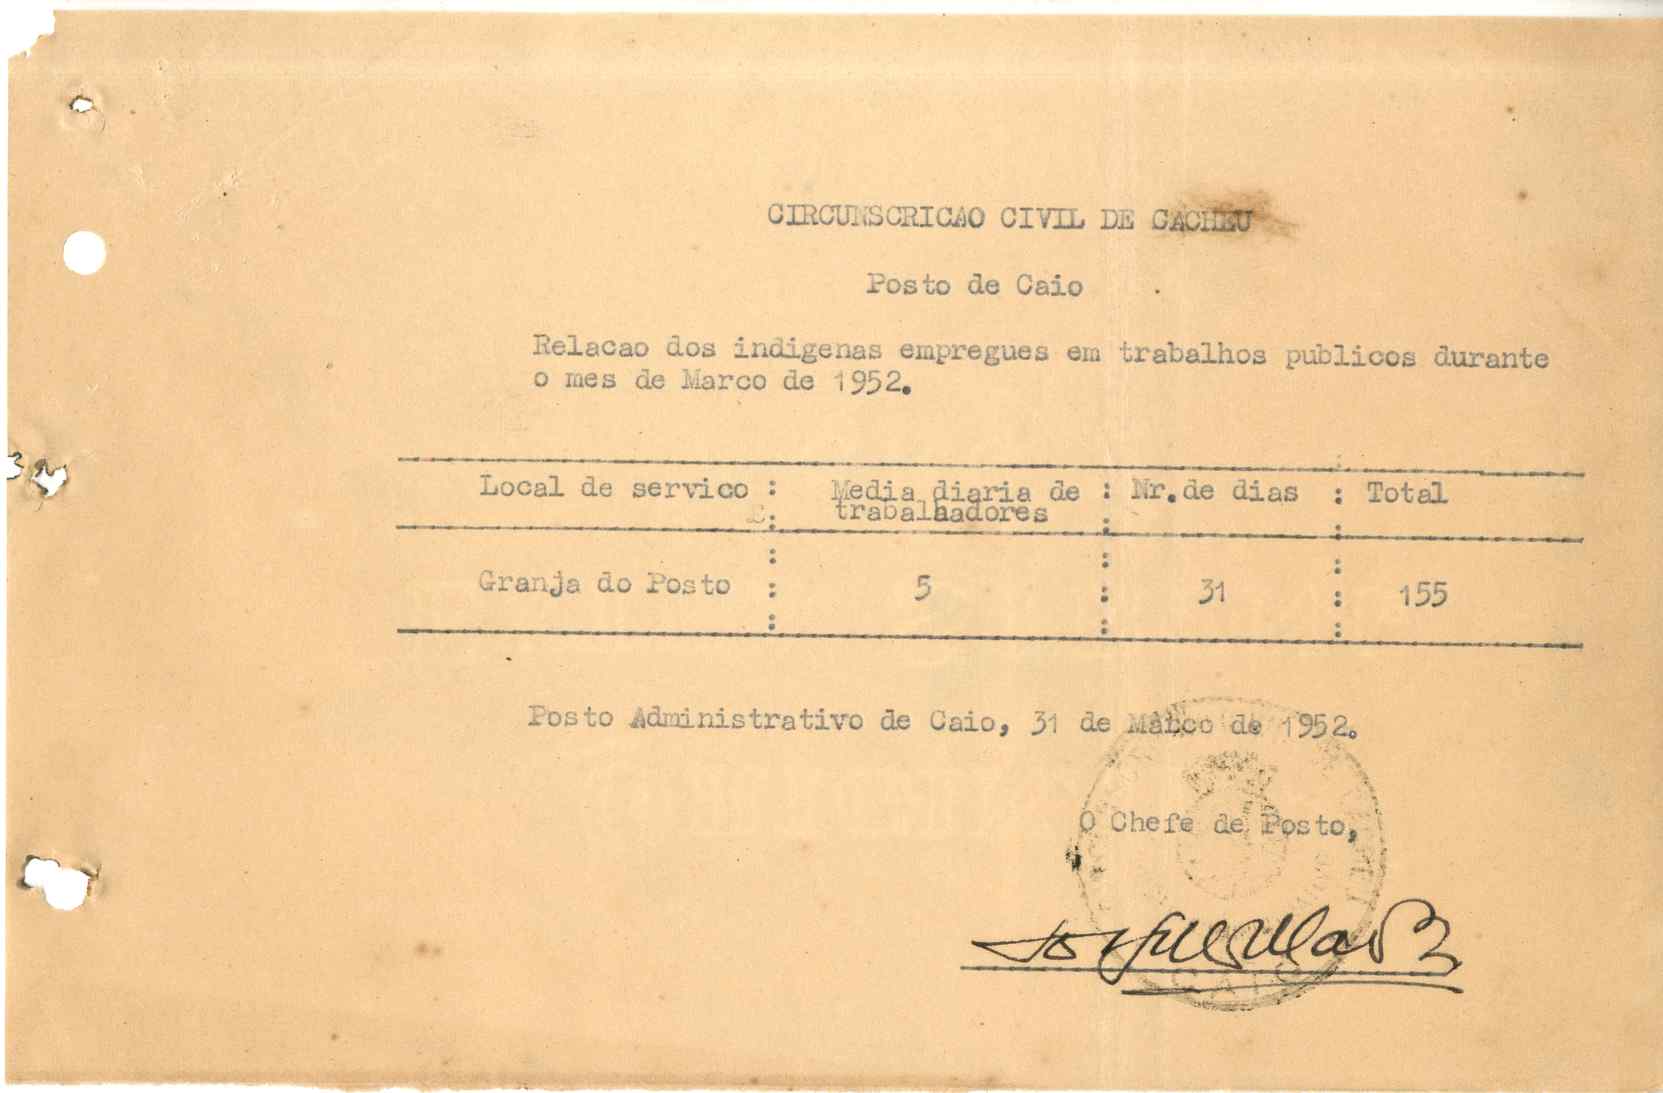 CIRCUNSCRICAO CIVIL DE CACHEU
Posto de Caio
Relacao dos indigenas empregues em trabalhos publicos durante
o mes de Marco de 1952.
Local de servico : Media diaria de : Nr. de dias : Total
trabalhadores
Granja do Posto : 5 : 31 : 155
Posto Administrativo de Caio, 31 de Marco de 1952.
O Chefe de Posto,
CAIO